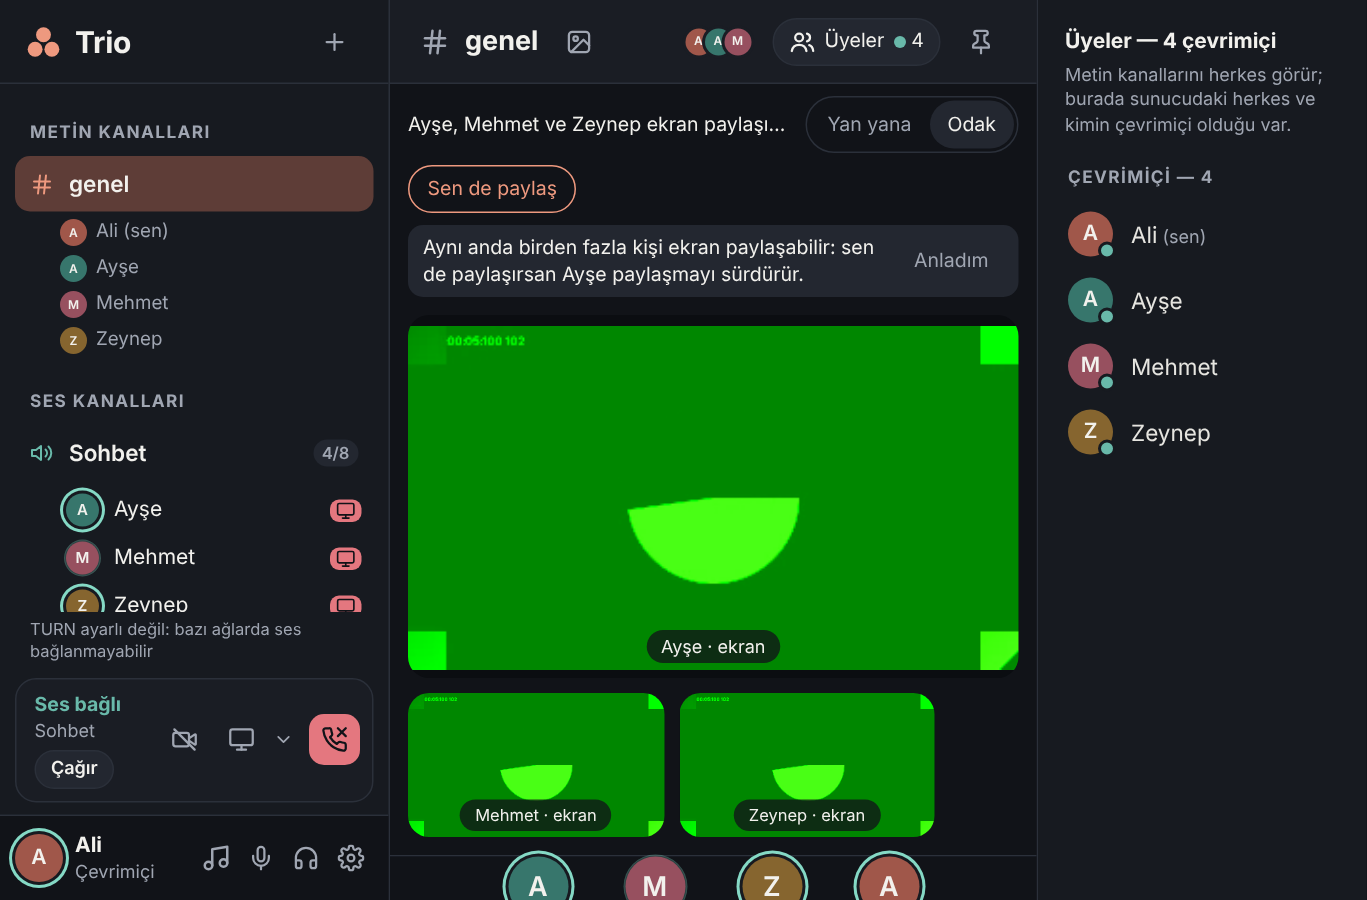 Trio
METİN KANALLARI
genel
A Ali (sen)
A Ayşe
M Mehmet
Z Zeynep
SES KANALLARI
Sohbet 4/8
A Ayşe
M Mehmet
Z Zeynep
TURN ayarlı değil: bazı ağlarda ses
bağlanmayabilir
Ses bağlı
Sohbet
Çağır
A
Ali
Çevrimiçi
# genel
A A M
Üyeler 4
Ayşe, Mehmet ve Zeynep ekran paylaşı...
Yan yana Odak
Sen de paylaş
Aynı anda birden fazla kişi ekran paylaşabilir: sen
de paylaşırsan Ayşe paylaşmayı sürdürür.
Anladım
00:05:100 102
Ayşe · ekran
Mehmet · ekran
Zeynep · ekran
A M Z A
Üyeler — 4 çevrimiçi
Metin kanallarını herkes görür;
burada sunucudaki herkes ve
kimin çevrimiçi olduğu var.
ÇEVRİMİÇİ — 4
A Ali (sen)
A Ayşe
M Mehmet
Z Zeynep